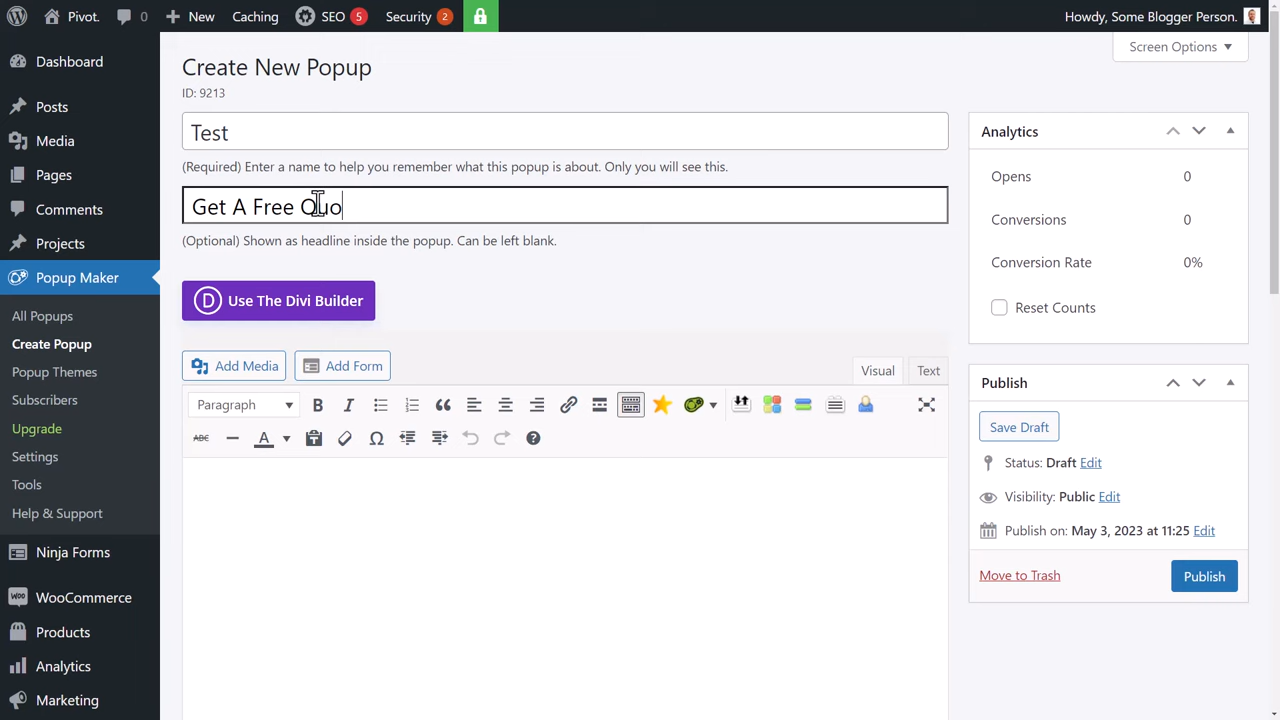 Pivot.
0
New
Caching
SEO
5
Security
2
Howdy, Some Blogger Person.
Screen Options
Dashboard
Posts
Media
Pages
Comments
Projects
Popup Maker
All Popups
Create Popup
Popup Themes
Subscribers
Upgrade
Settings
Tools
Help & Support
Ninja Forms
WooCommerce
Products
Analytics
Marketing
Create New Popup
ID: 9213
Test
(Required) Enter a name to help you remember what this popup is about. Only you will see this.
Get A Free Quo
(Optional) Shown as headline inside the popup. Can be left blank.
D Use The Divi Builder
Add Media
Add Form
Visual
Text
Paragraph
B I
ABC
A
Analytics
Opens 0
Conversions 0
Conversion Rate 0%
Reset Counts
Publish
Save Draft
Status: Draft Edit
Visibility: Public Edit
Publish on: May 3, 2023 at 11:25 Edit
Move to Trash
Publish